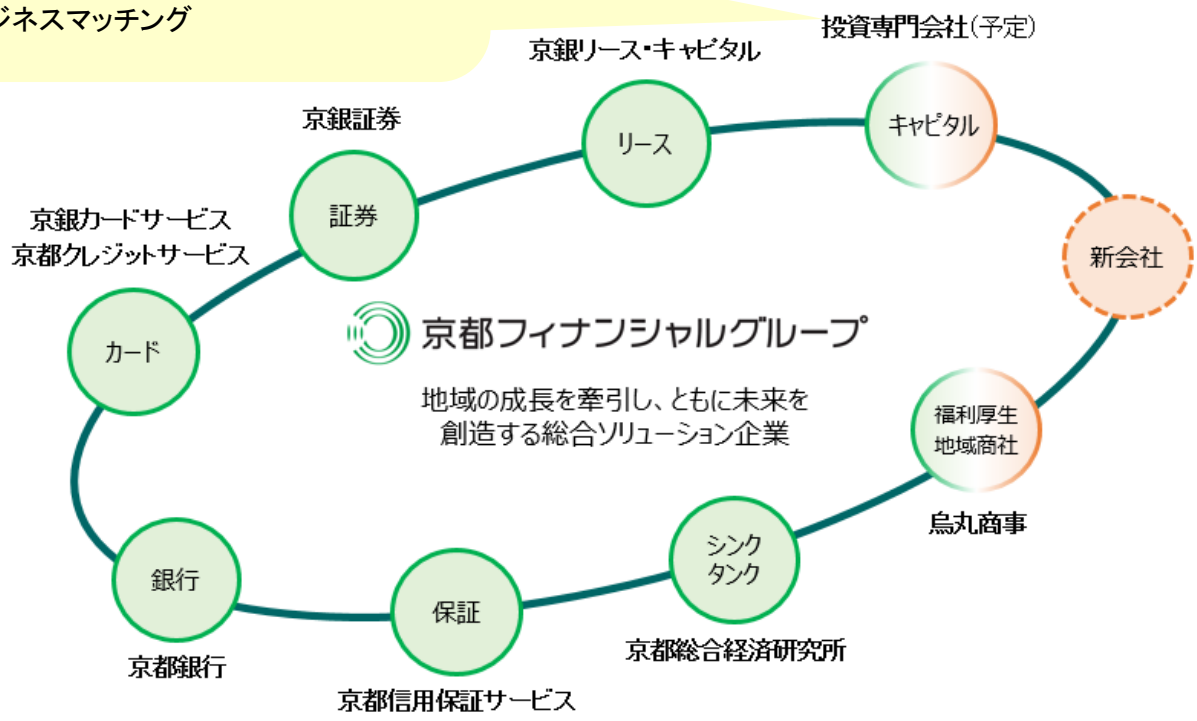 ジネスマッチング
投資専門会社(予定)
京銀リース・キャピタル
キャピタル
京銀証券
リース
証券
京銀カードサービス
京都クレジットサービス
新会社
カード
京都フィナンシャルグループ
地域の成長を牽引し、ともに未来を
創造する総合ソリューション企業
福利厚生
地域商社
烏丸商事
シンク
タンク
銀行
保証
京都総合経済研究所
京都銀行
京都信用保証サービス